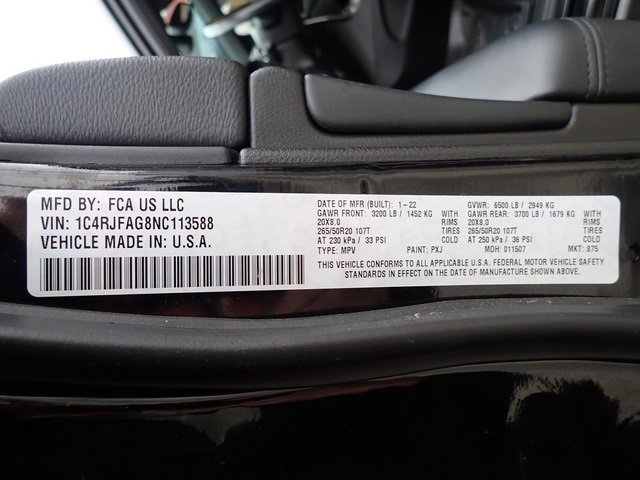 MFD BY: FCA US LLC
VIN: 1C4RJFAG8NC113588
VEHICLE MADE IN U.S.A.
DATE OF MFR (BUILT): 1-22 GVWR: 6500 LB / 2949 KG
GAWR FRONT: 3200 LB / 1452 KG WITH GAWR REAR: 3700 LB / 1679 KG WITH
20X8.0 RIMS 20X8.0 RIMS
265/50R20 107T TIRES 265/50R20 107T TIRES
AT 230 kPa / 33 PSI COLD AT 250 kPa / 36 PSI COLD
TYPE: MPV PAINT: PXJ MDH: 011507 MKT: 875
THIS VEHICLE CONFORMS TO ALL APPLICABLE U.S.A. FEDERAL MOTOR VEHICLE SAFETY
STANDARDS IN EFFECT ON THE DATE OF MANUFACTURE SHOWN ABOVE.